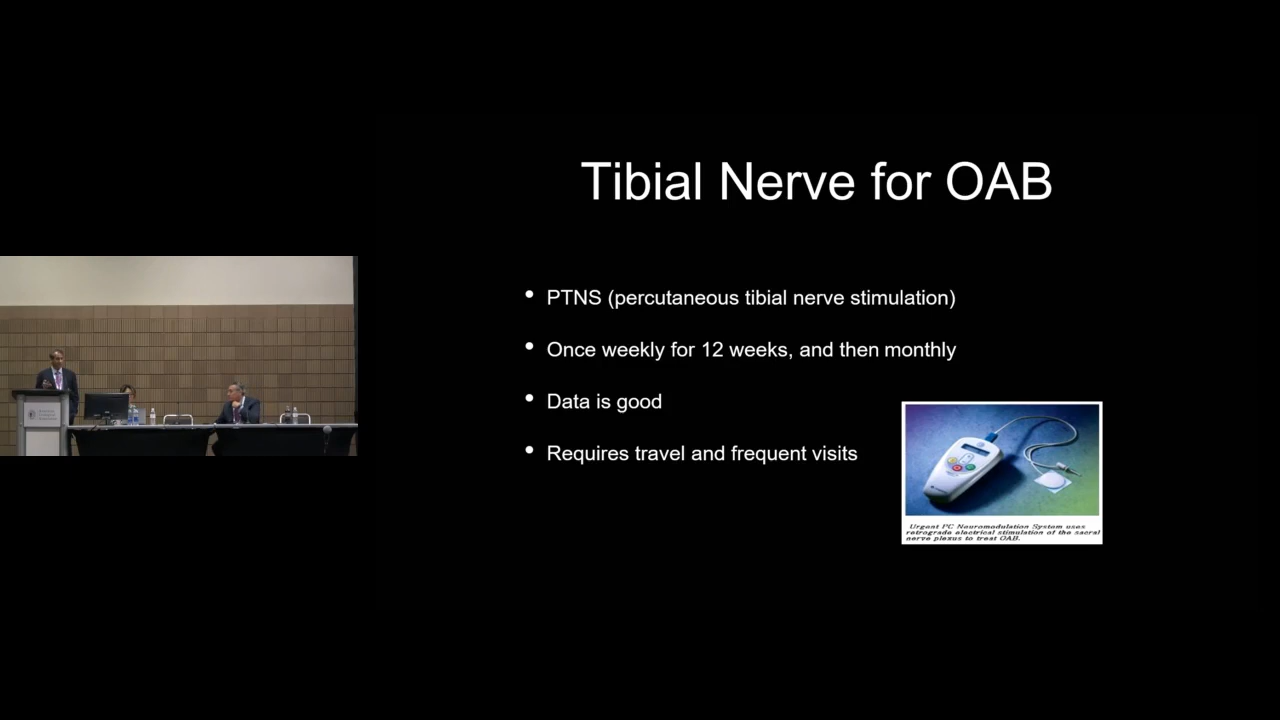 Tibial Nerve for OAB
• PTNS (percutaneous tibial nerve stimulation)
• Once weekly for 12 weeks, and then monthly
• Data is good
• Requires travel and frequent visits
Urgent PC Neuromodulation System uses
retrograde electrical stimulation of the sacral
nerve plexus to treat OAB.